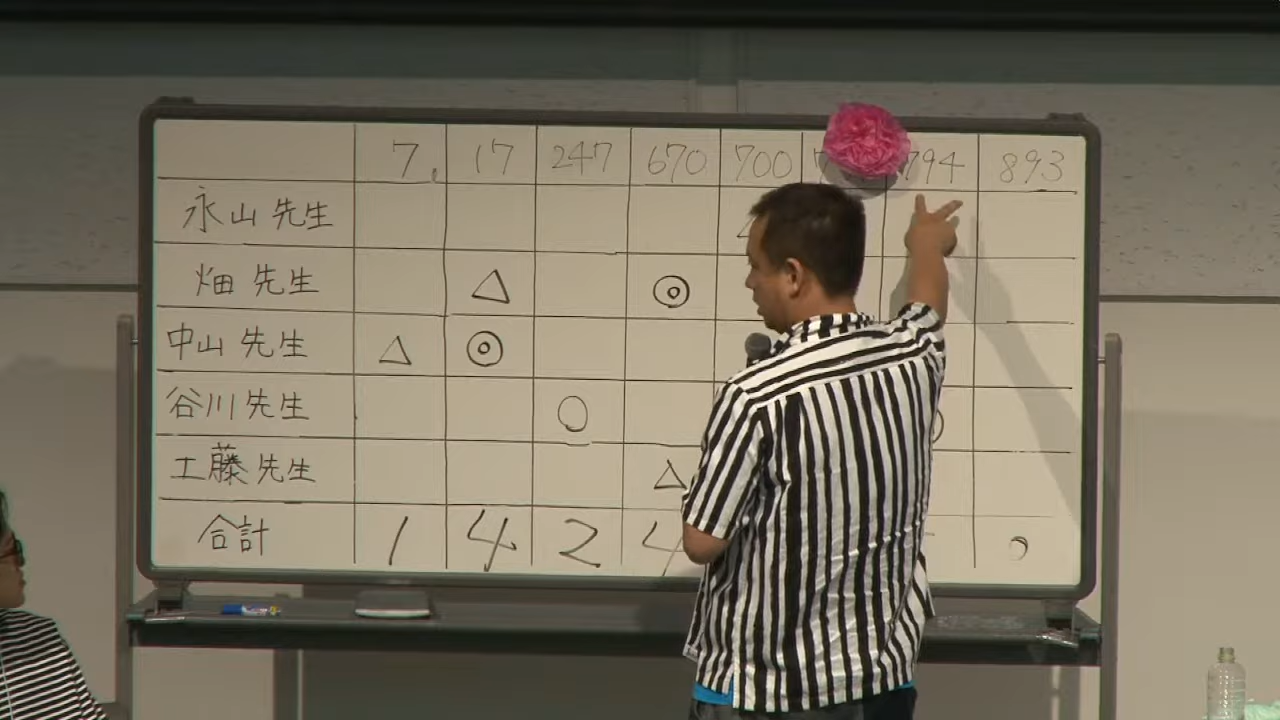 7 17 247 670 700 794 893
永山先生
畑先生 △ ◎
中山先生 △ ◎
谷川先生 ○
工藤先生 △
合計 1 4 2 4 0